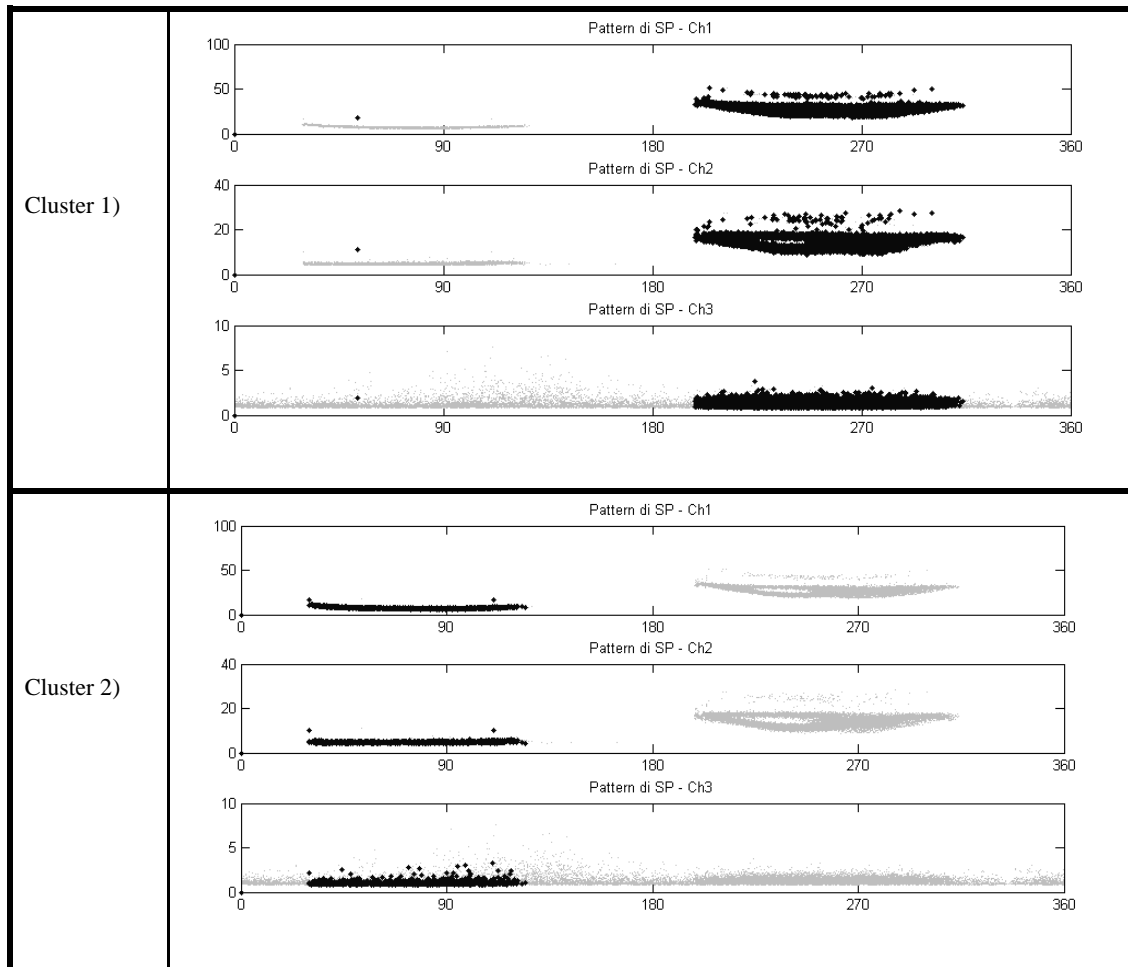 Cluster 1)
Pattern di SP - Ch1
100
50
0
0 90 180 270 360
Pattern di SP - Ch2
40
20
0
0 90 180 270 360
Pattern di SP - Ch3
10
5
0
0 90 180 270 360
Cluster 2)
Pattern di SP - Ch1
100
50
0
0 90 180 270 360
Pattern di SP - Ch2
40
20
0
0 90 180 270 360
Pattern di SP - Ch3
10
5
0
0 90 180 270 360